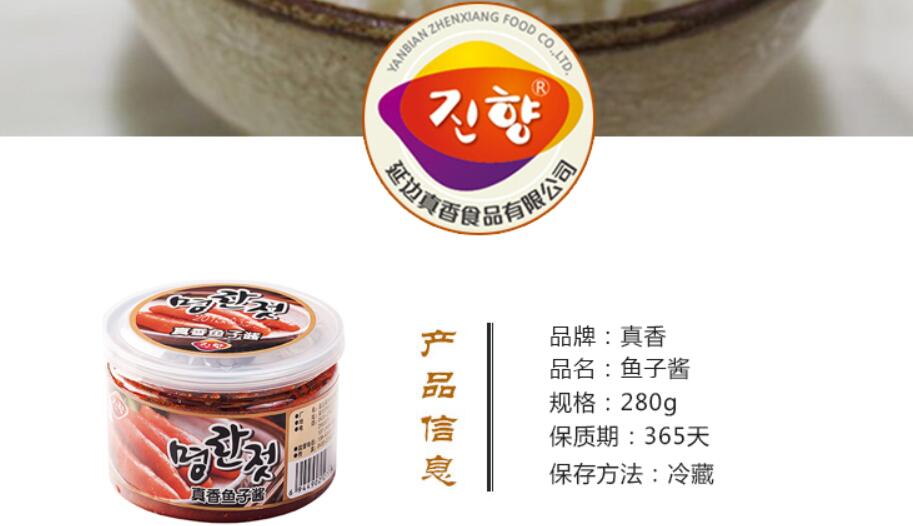 YANBIAN ZHENXIANG FOOD CO.,LTD.
진향®
延边真香食品有限公司
명란젓
真香鱼子酱
진향
명란젓
真香鱼子酱
产品信息
品牌：真香
品名：鱼子酱
规格：280g
保质期：365天
保存方法：冷藏